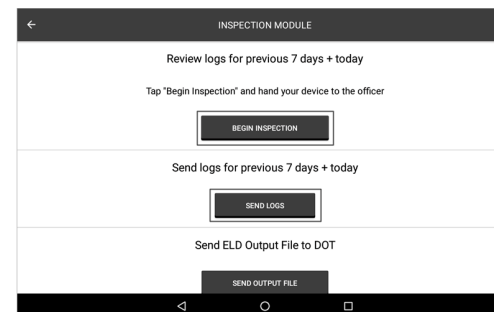 INSPECTION MODULE
Review logs for previous 7 days + today
Tap "Begin Inspection" and hand your device to the officer
BEGIN INSPECTION
Send logs for previous 7 days + today
SEND LOGS
Send ELD Output File to DOT
SEND OUTPUT FILE